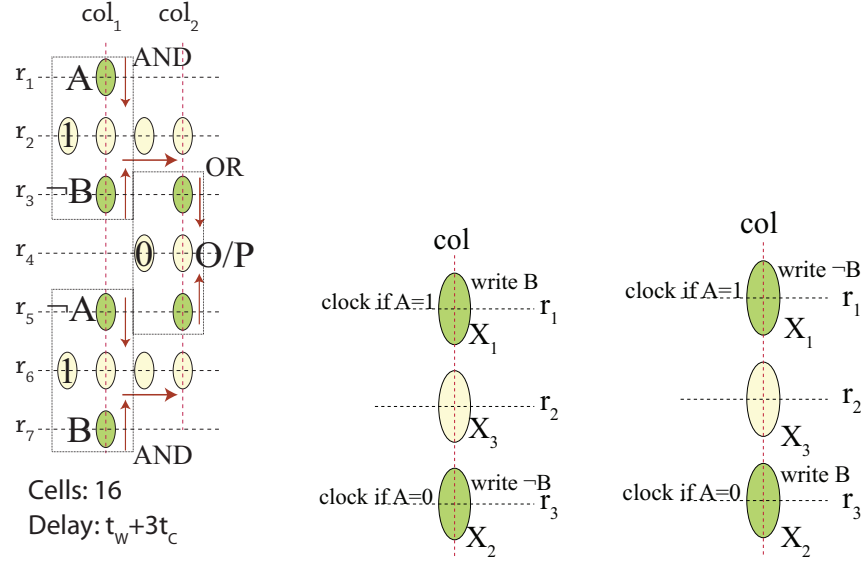 col₁ col₂
AND
r₁ A
r₂ 1
OR
r₃ ¬B
r₄ 0 O/P
r₅ ¬A
r₆ 1
r₇ B
AND
Cells: 16
Delay: t_W+3t_C
col
write B
clock if A=1 r₁
X₁
r₂
X₃
write ¬B
clock if A=0 r₃
X₂
col
write ¬B
clock if A=1 r₁
X₁
r₂
X₃
write B
clock if A=0 r₃
X₂